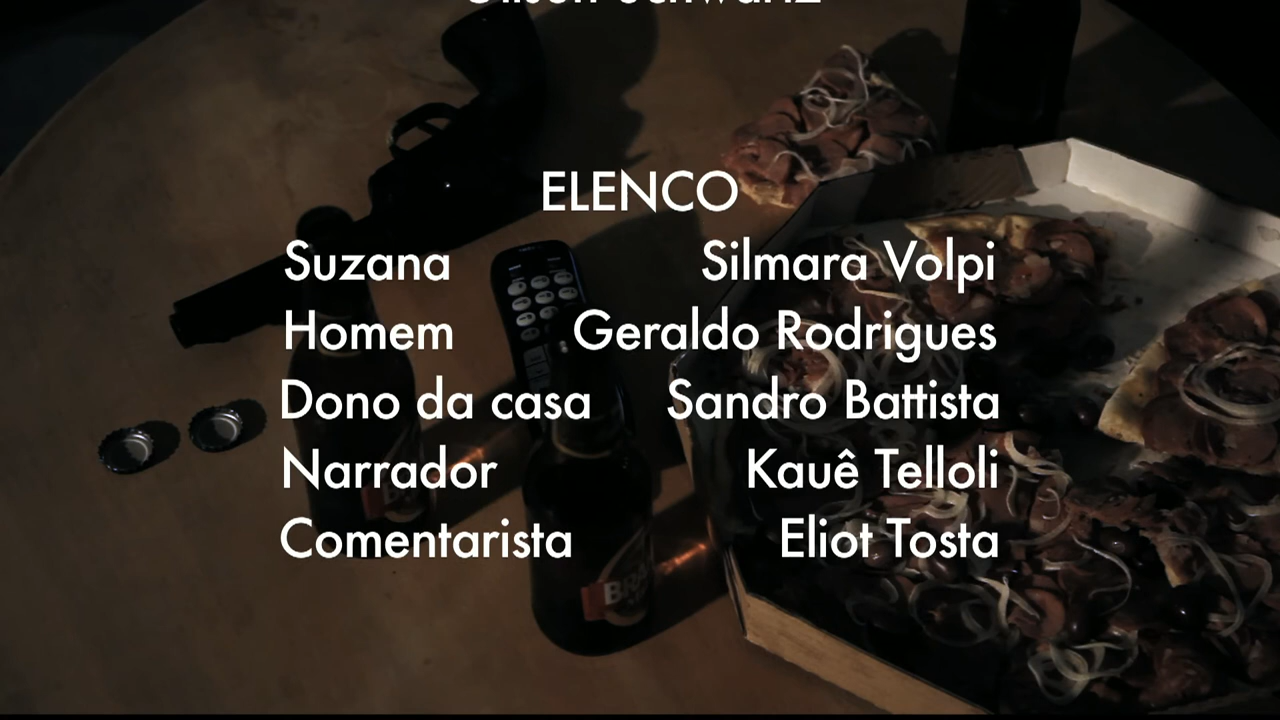 ELENCO
Suzana Silmara Volpi
Homem Geraldo Rodrigues
Dono da casa Sandro Battista
Narrador Kauê Telloli
Comentarista Eliot Tosta